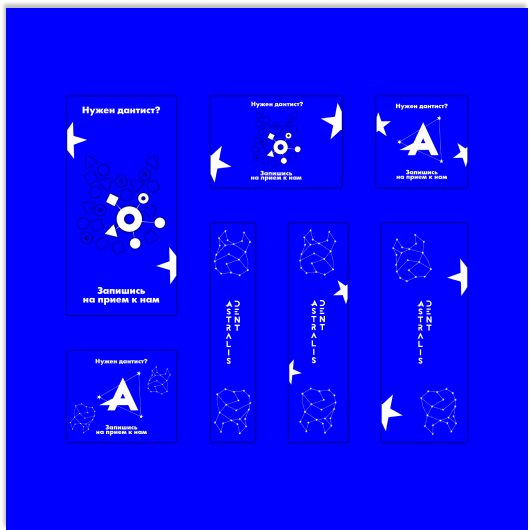 Нужен дантист?
Запишись
на прием к нам
Нужен дантист?
Запишись
на прием к нам
Нужен дантист?
А
Запишись
на прием к нам
Нужен дантист?
А
Запишись
на прием к нам
ASTRALIS
DENT
ASTRALIS
DENT
ASTRALIS
DENT